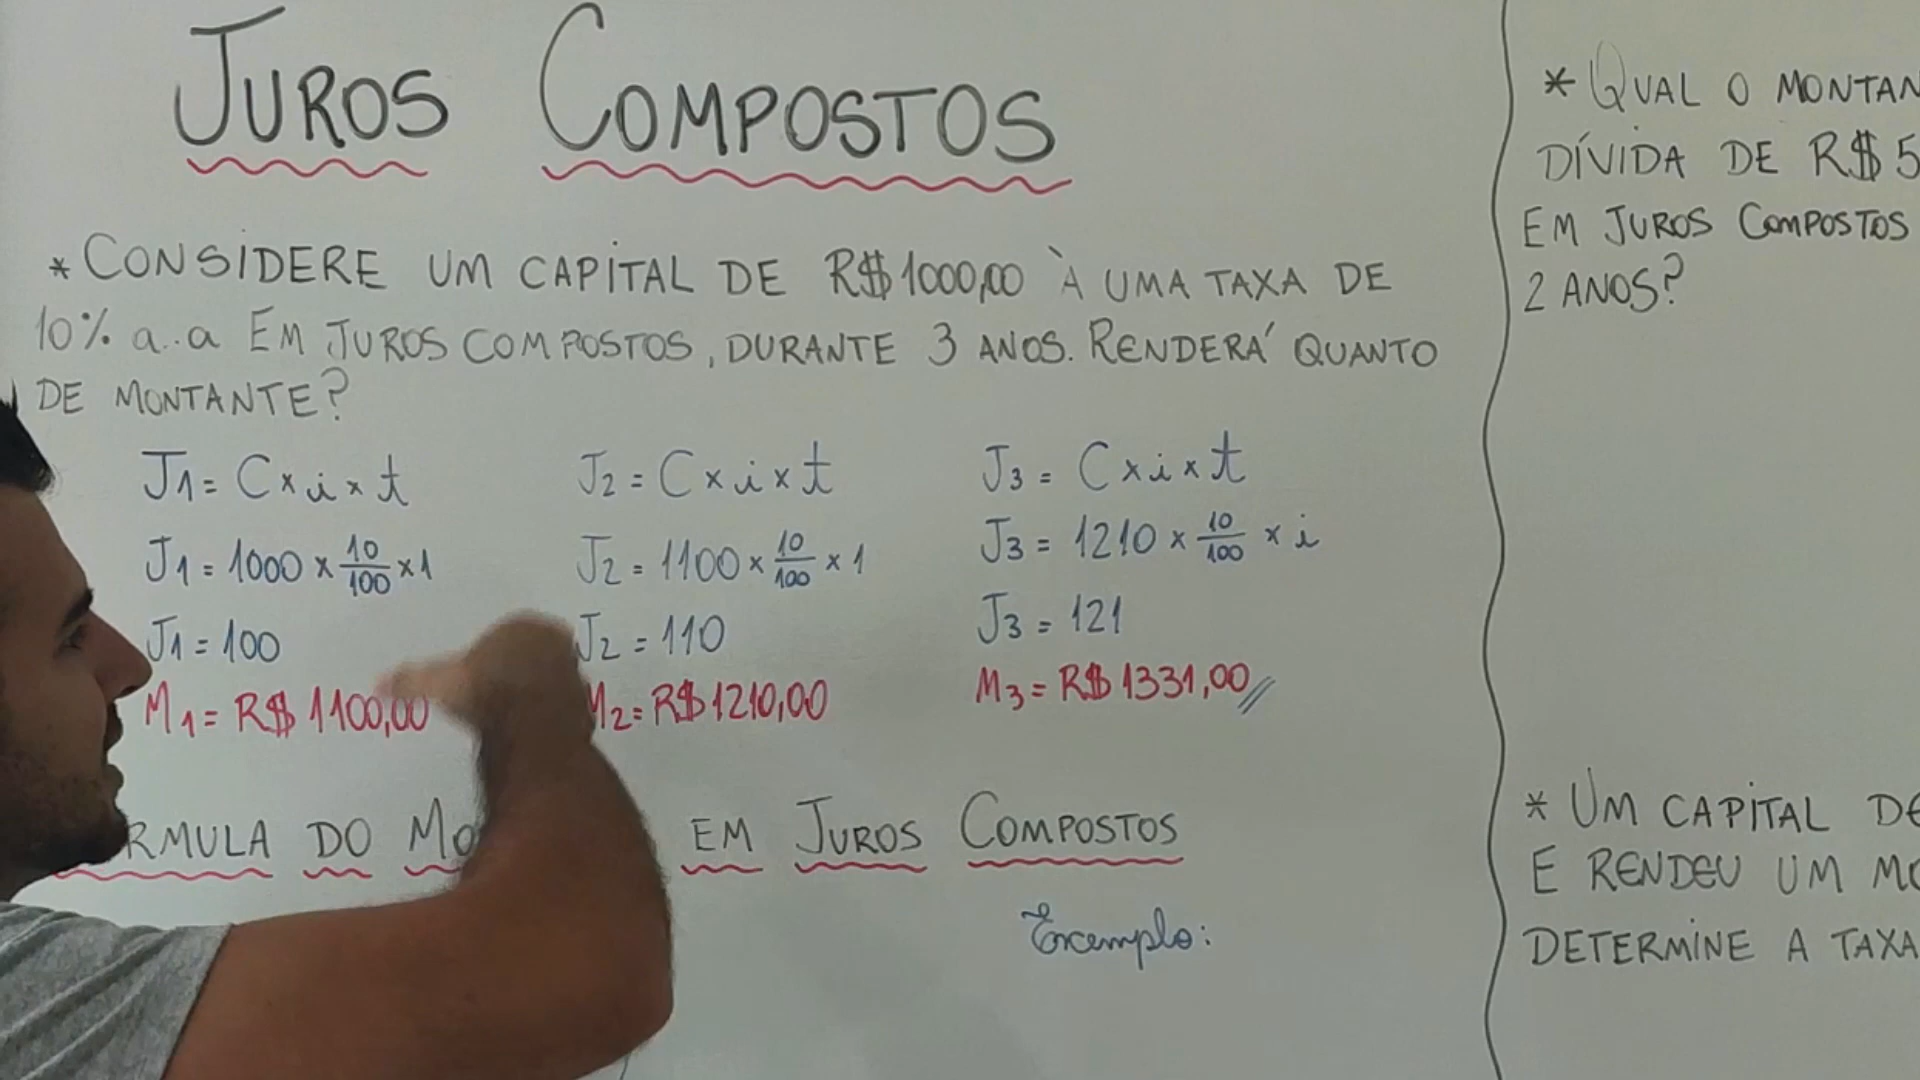 JUROS COMPOSTOS
* CONSIDERE UM CAPITAL DE R$1000,00 À UMA TAXA DE
10% a.a EM JUROS COMPOSTOS, DURANTE 3 ANOS. RENDERÁ QUANTO
DE MONTANTE?
J1 = C x i x t
J1 = 1000 x 10/100 x 1
J1 = 100
M1 = R$ 1100,00
J2 = C x i x t
J2 = 1100 x 10/100 x 1
J2 = 110
M2 = R$1210,00
J3 = C x i x t
J3 = 1210 x 10/100 x i
J3 = 121
M3 = R$1331,00
RMULA DO MO EM JUROS COMPOSTOS
Exemplo:
* QUAL O MONTAN
DÍVIDA DE R$ 5
EM JUROS COMPOSTOS
2 ANOS?
* UM CAPITAL DE
E RENDEU UM MO
DETERMINE A TAXA